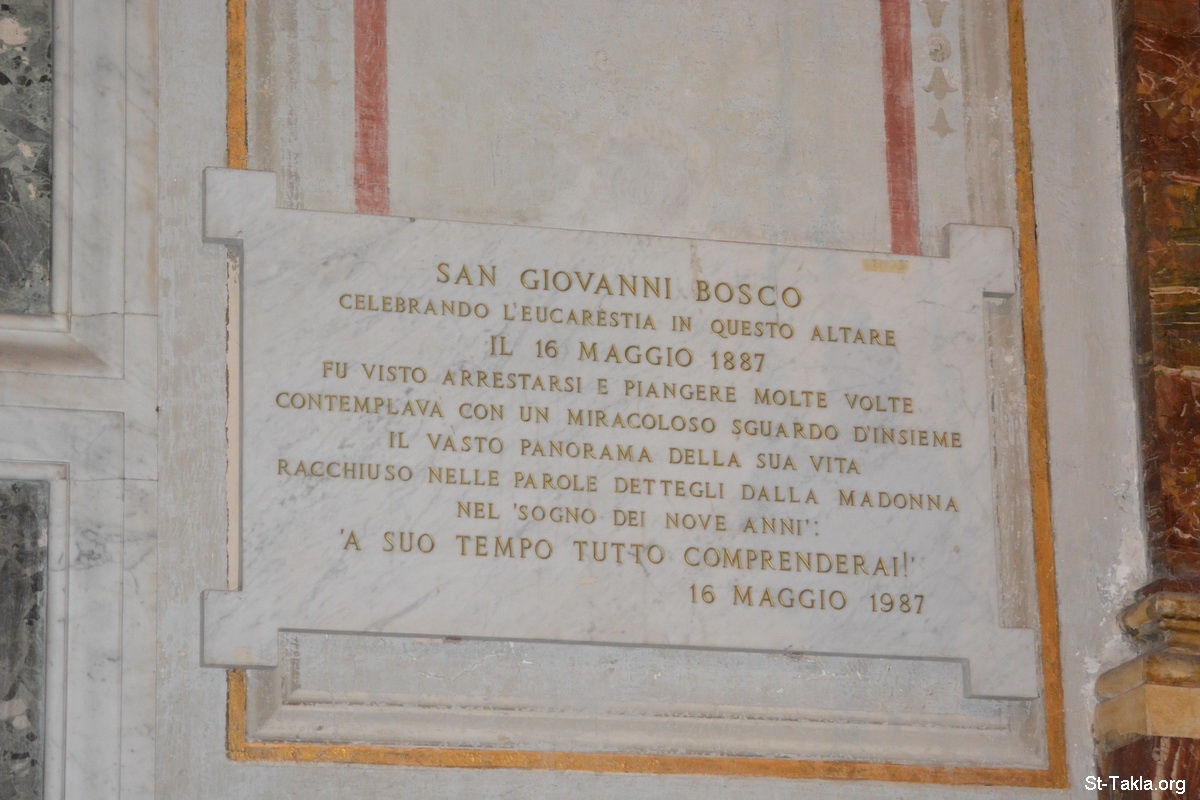 SAN GIOVANNI BOSCO
CELEBRANDO L'EUCARESTIA IN QUESTO ALTARE
IL 16 MAGGIO 1887
FU VISTO ARRESTARSI E PIANGERE MOLTE VOLTE
CONTEMPLAVA CON UN MIRACOLOSO SGUARDO D'INSIEME
IL VASTO PANORAMA DELLA SUA VITA
RACCHIUSO NELLE PAROLE DETTEGLI DALLA MADONNA
NEL 'SOGNO DEI NOVE ANNI':
'A SUO TEMPO TUTTO COMPRENDERAI!'
16 MAGGIO 1987
St-Takla.org